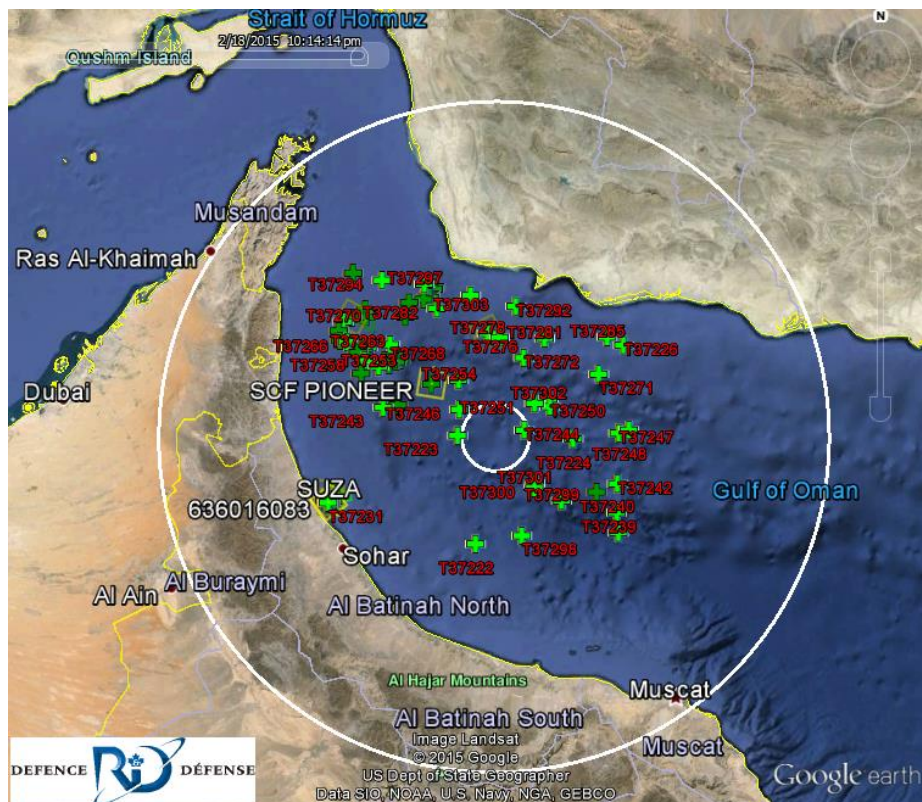 Strait of Hormuz
N
2/18/2015 10:14:14 pm
Qushm Island
Musandam
Ras Al-Khaimah
T37294
T37297
T37303
T37292
T37270
T37282
T37278
T37281
T37285
T37266
T37268
T37276
T37226
T37258
T37253
T37272
T37254
T37271
Dubai
SCF PIONEER
T37302
T37243
T37246
T37251
T37250
T37223
T37244
T37247
T37224
T37248
T37301
SUZA
T37300
T37299
T37242
Gulf of Oman
636016083
T37231
T37240
T37239
Sohar
T37298
T37222
Al Ain
Al Buraymi
Al Batinah North
Al Hajar Mountains
Muscat
Al Batinah South
Muscat
Image Landsat
© 2015 Google
US Dept of State Geographer
Data SIO, NOAA, U.S. Navy, NGA, GEBCO
Google earth
DEFENCE R D DÉFENSE